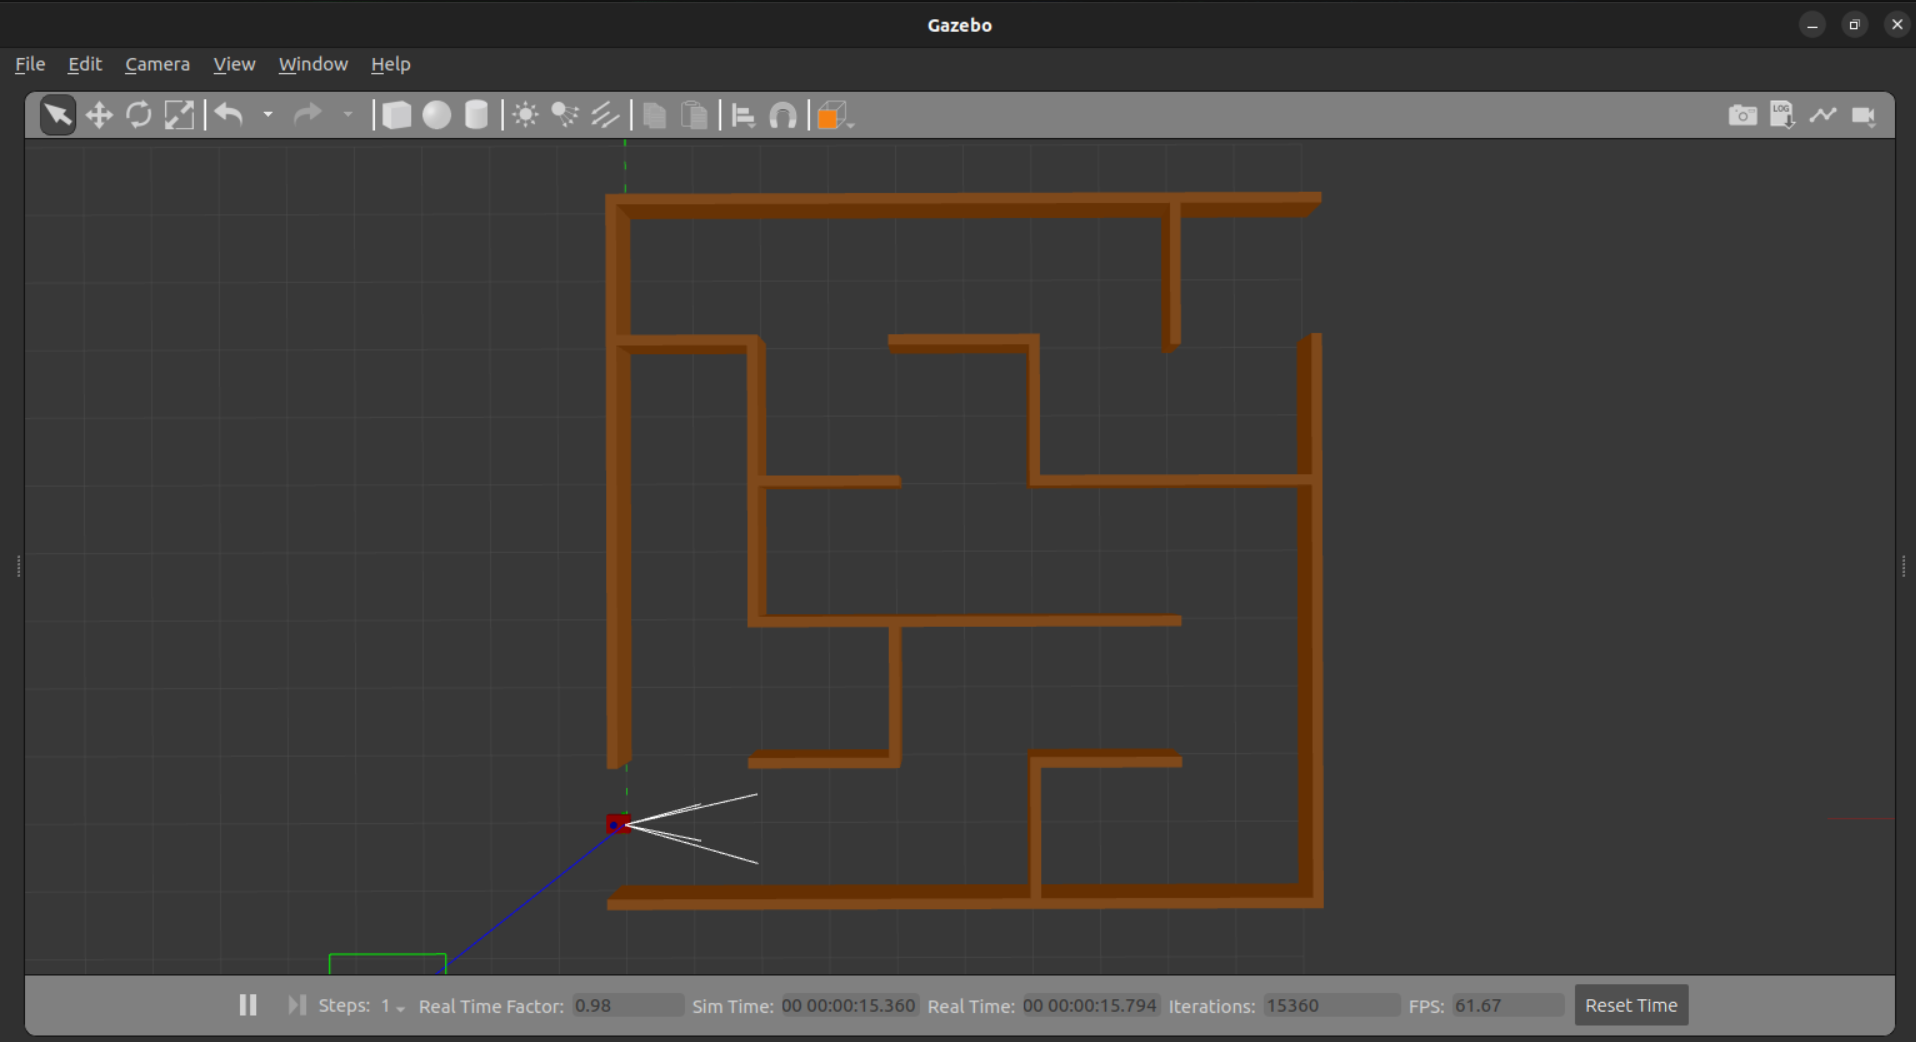 Gazebo
File Edit Camera View Window Help
LOG
Steps: 1 Real Time Factor: 0.98 Sim Time: 00 00:00:15.360 Real Time: 00 00:00:15.794 Iterations: 15360 FPS: 61.67 Reset Time